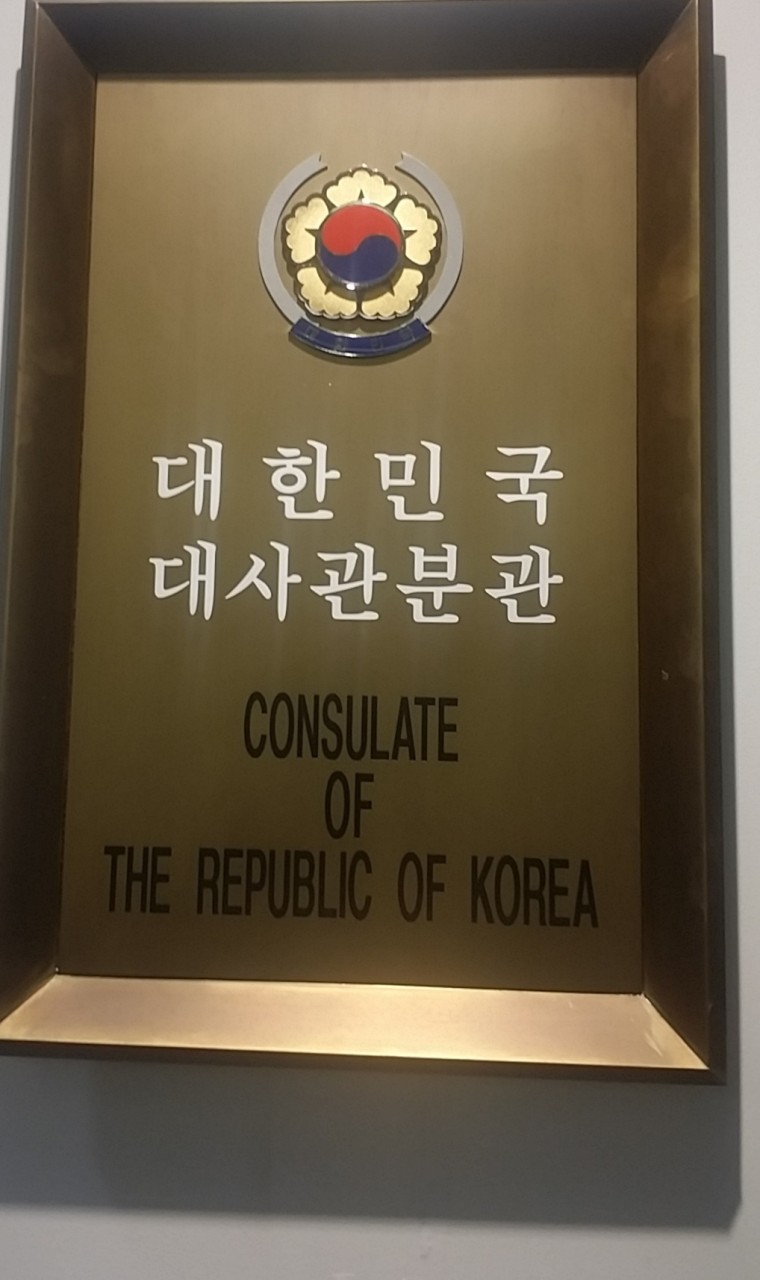 대한민국
대사관분관
CONSULATE
OF
THE REPUBLIC OF KOREA